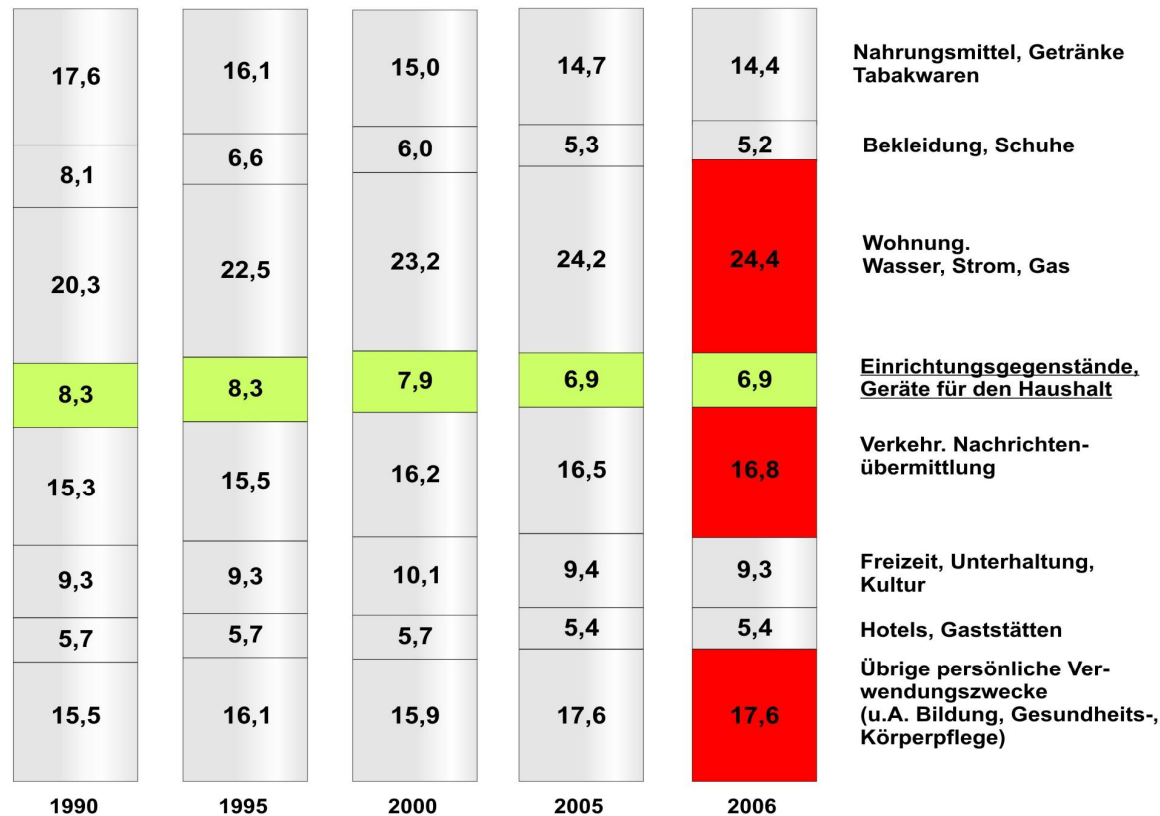 17,6 16,1 15,0 14,7 14,4 Nahrungsmittel, Getränke
Tabakwaren
8,1 6,6 6,0 5,3 5,2 Bekleidung, Schuhe
20,3 22,5 23,2 24,2 24,4 Wohnung.
Wasser, Strom, Gas
8,3 8,3 7,9 6,9 6,9 Einrichtungsgegenstände,
Geräte für den Haushalt
15,3 15,5 16,2 16,5 16,8 Verkehr. Nachrichten-
übermittlung
9,3 9,3 10,1 9,4 9,3 Freizeit, Unterhaltung,
Kultur
5,7 5,7 5,7 5,4 5,4 Hotels, Gaststätten
15,5 16,1 15,9 17,6 17,6 Übrige persönliche Ver-
wendungszwecke
(u.A. Bildung, Gesundheits-,
Körperpflege)
1990 1995 2000 2005 2006